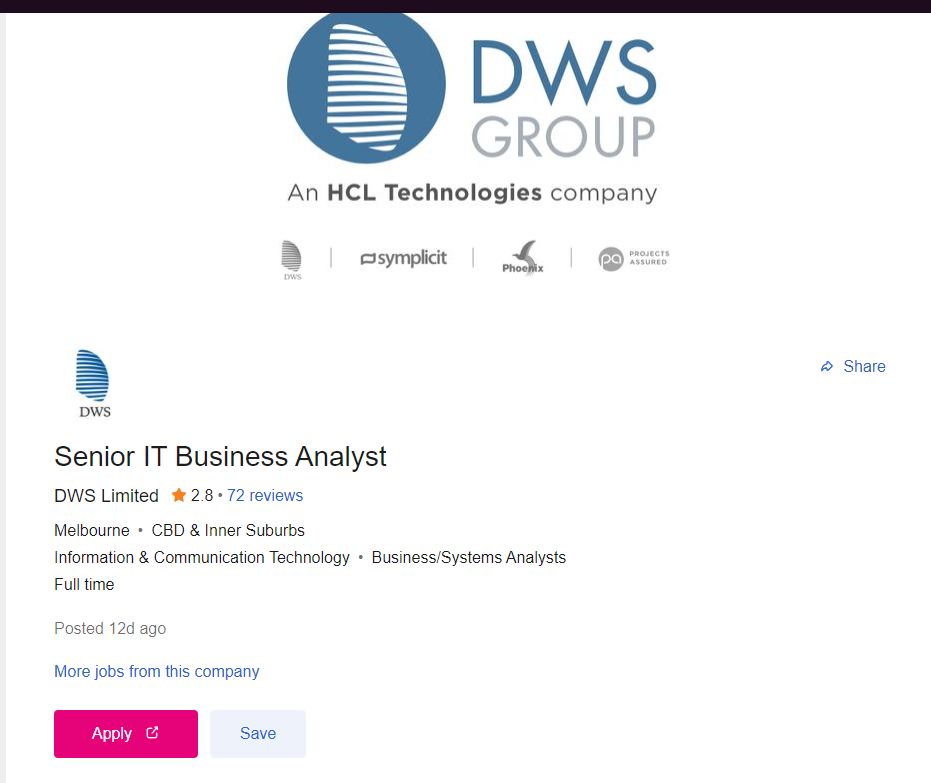 DWS
GROUP
An HCL Technologies company
DWS
symplicit
Phoenix
pa PROJECTS
ASSURED
DWS
Share
Senior IT Business Analyst
DWS Limited 2.8 • 72 reviews
Melbourne • CBD & Inner Suburbs
Information & Communication Technology • Business/Systems Analysts
Full time
Posted 12d ago
More jobs from this company
Apply
Save